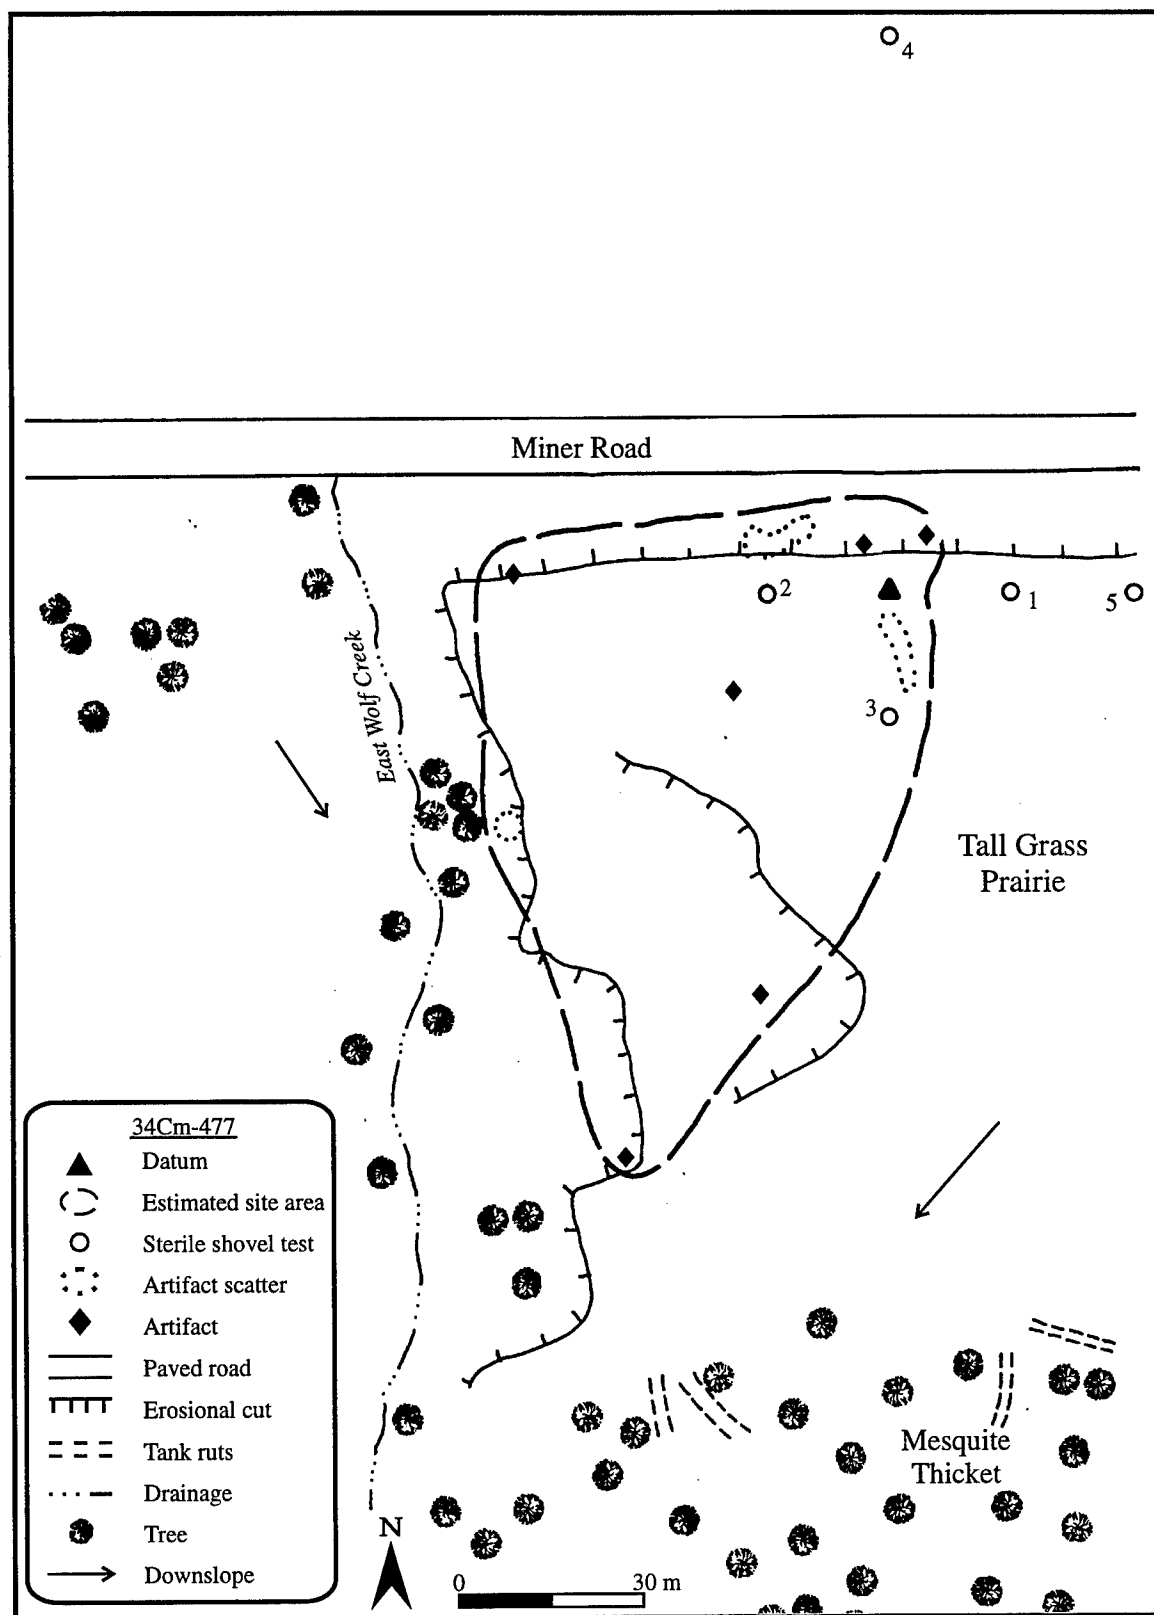 4
Miner Road
2
1
5
3
East Wolf Creek
Tall Grass
Prairie
34Cm-477
Datum
Estimated site area
Sterile shovel test
Artifact scatter
Artifact
Paved road
Erosional cut
Tank ruts
Drainage
Tree
Downslope
Mesquite
Thicket
N
0 30 m